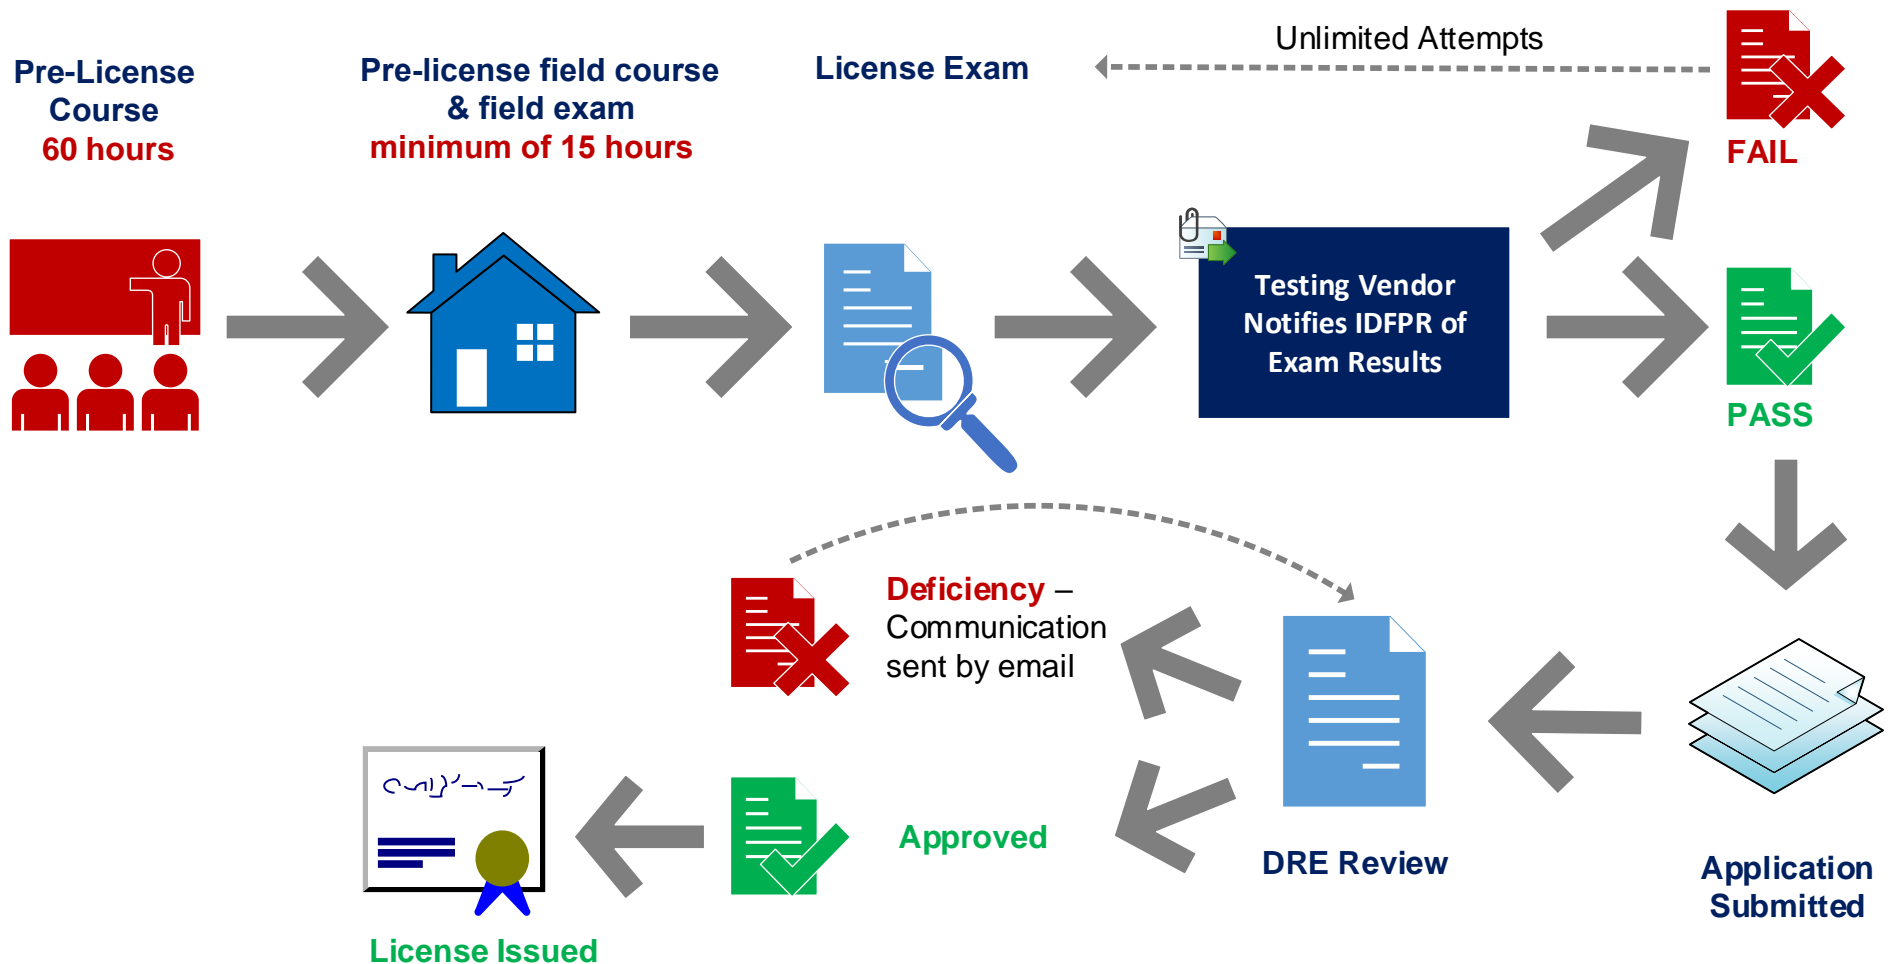 Pre-License
Course
60 hours
Pre-license field course
& field exam
minimum of 15 hours
License Exam
Unlimited Attempts
FAIL
Testing Vendor
Notifies IDFPR of
Exam Results
PASS
Deficiency –
Communication
sent by email
Approved
DRE Review
Application
Submitted
License Issued